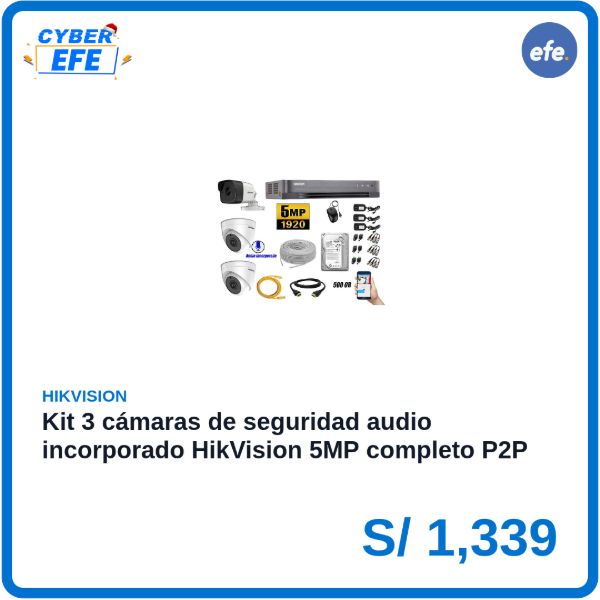 CYBER
EFE
efe.
5MP
1920
500 GB
HIKVISION
Kit 3 cámaras de seguridad audio
incorporado HikVision 5MP completo P2P
S/ 1,339